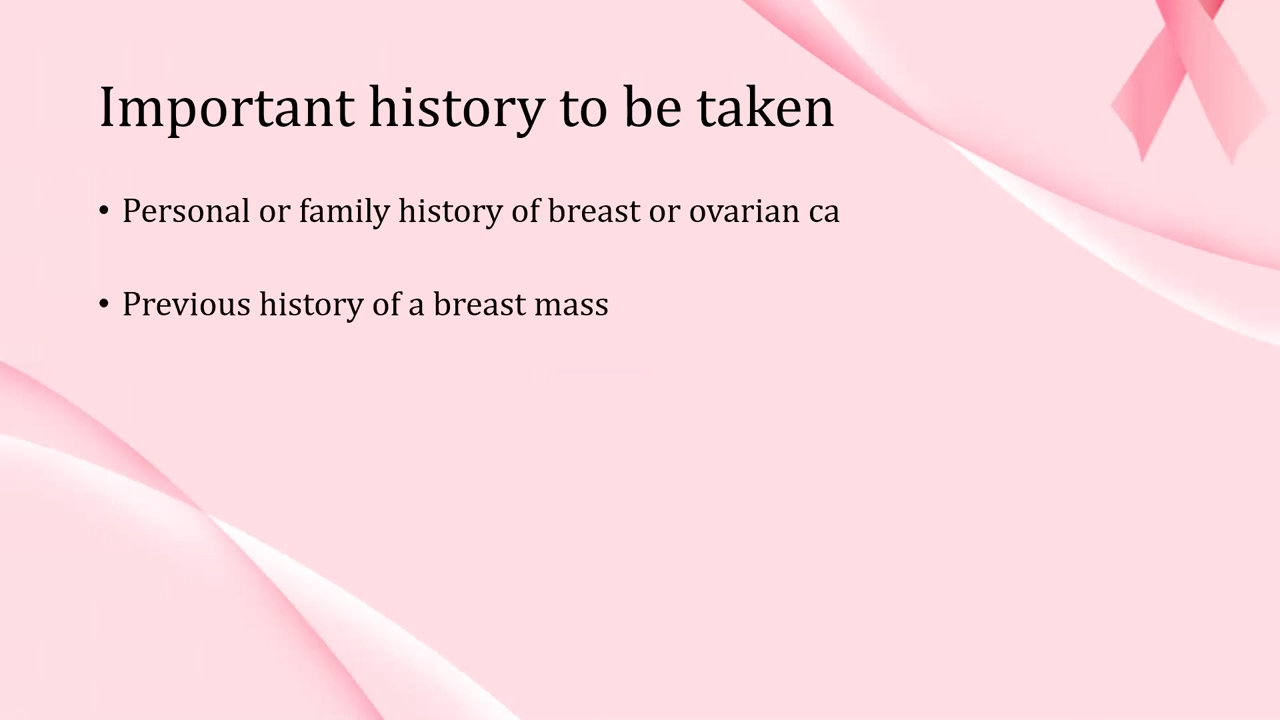 Important history to be taken
• Personal or family history of breast or ovarian ca
• Previous history of a breast mass